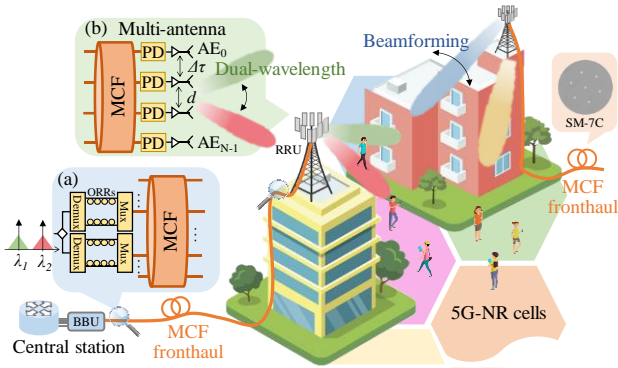 (b) Multi-antenna
PD
AE0
Δτ
PD
MCF
d
PD
PD
AEN-1
Dual-wavelength
Beamforming
SM-7C
MCF
fronthaul
RRU
(a)
ORRs
Demux
Mux
Demux
Mux
MCF
λ1 λ2
BBU
Central station
MCF
fronthaul
5G-NR cells